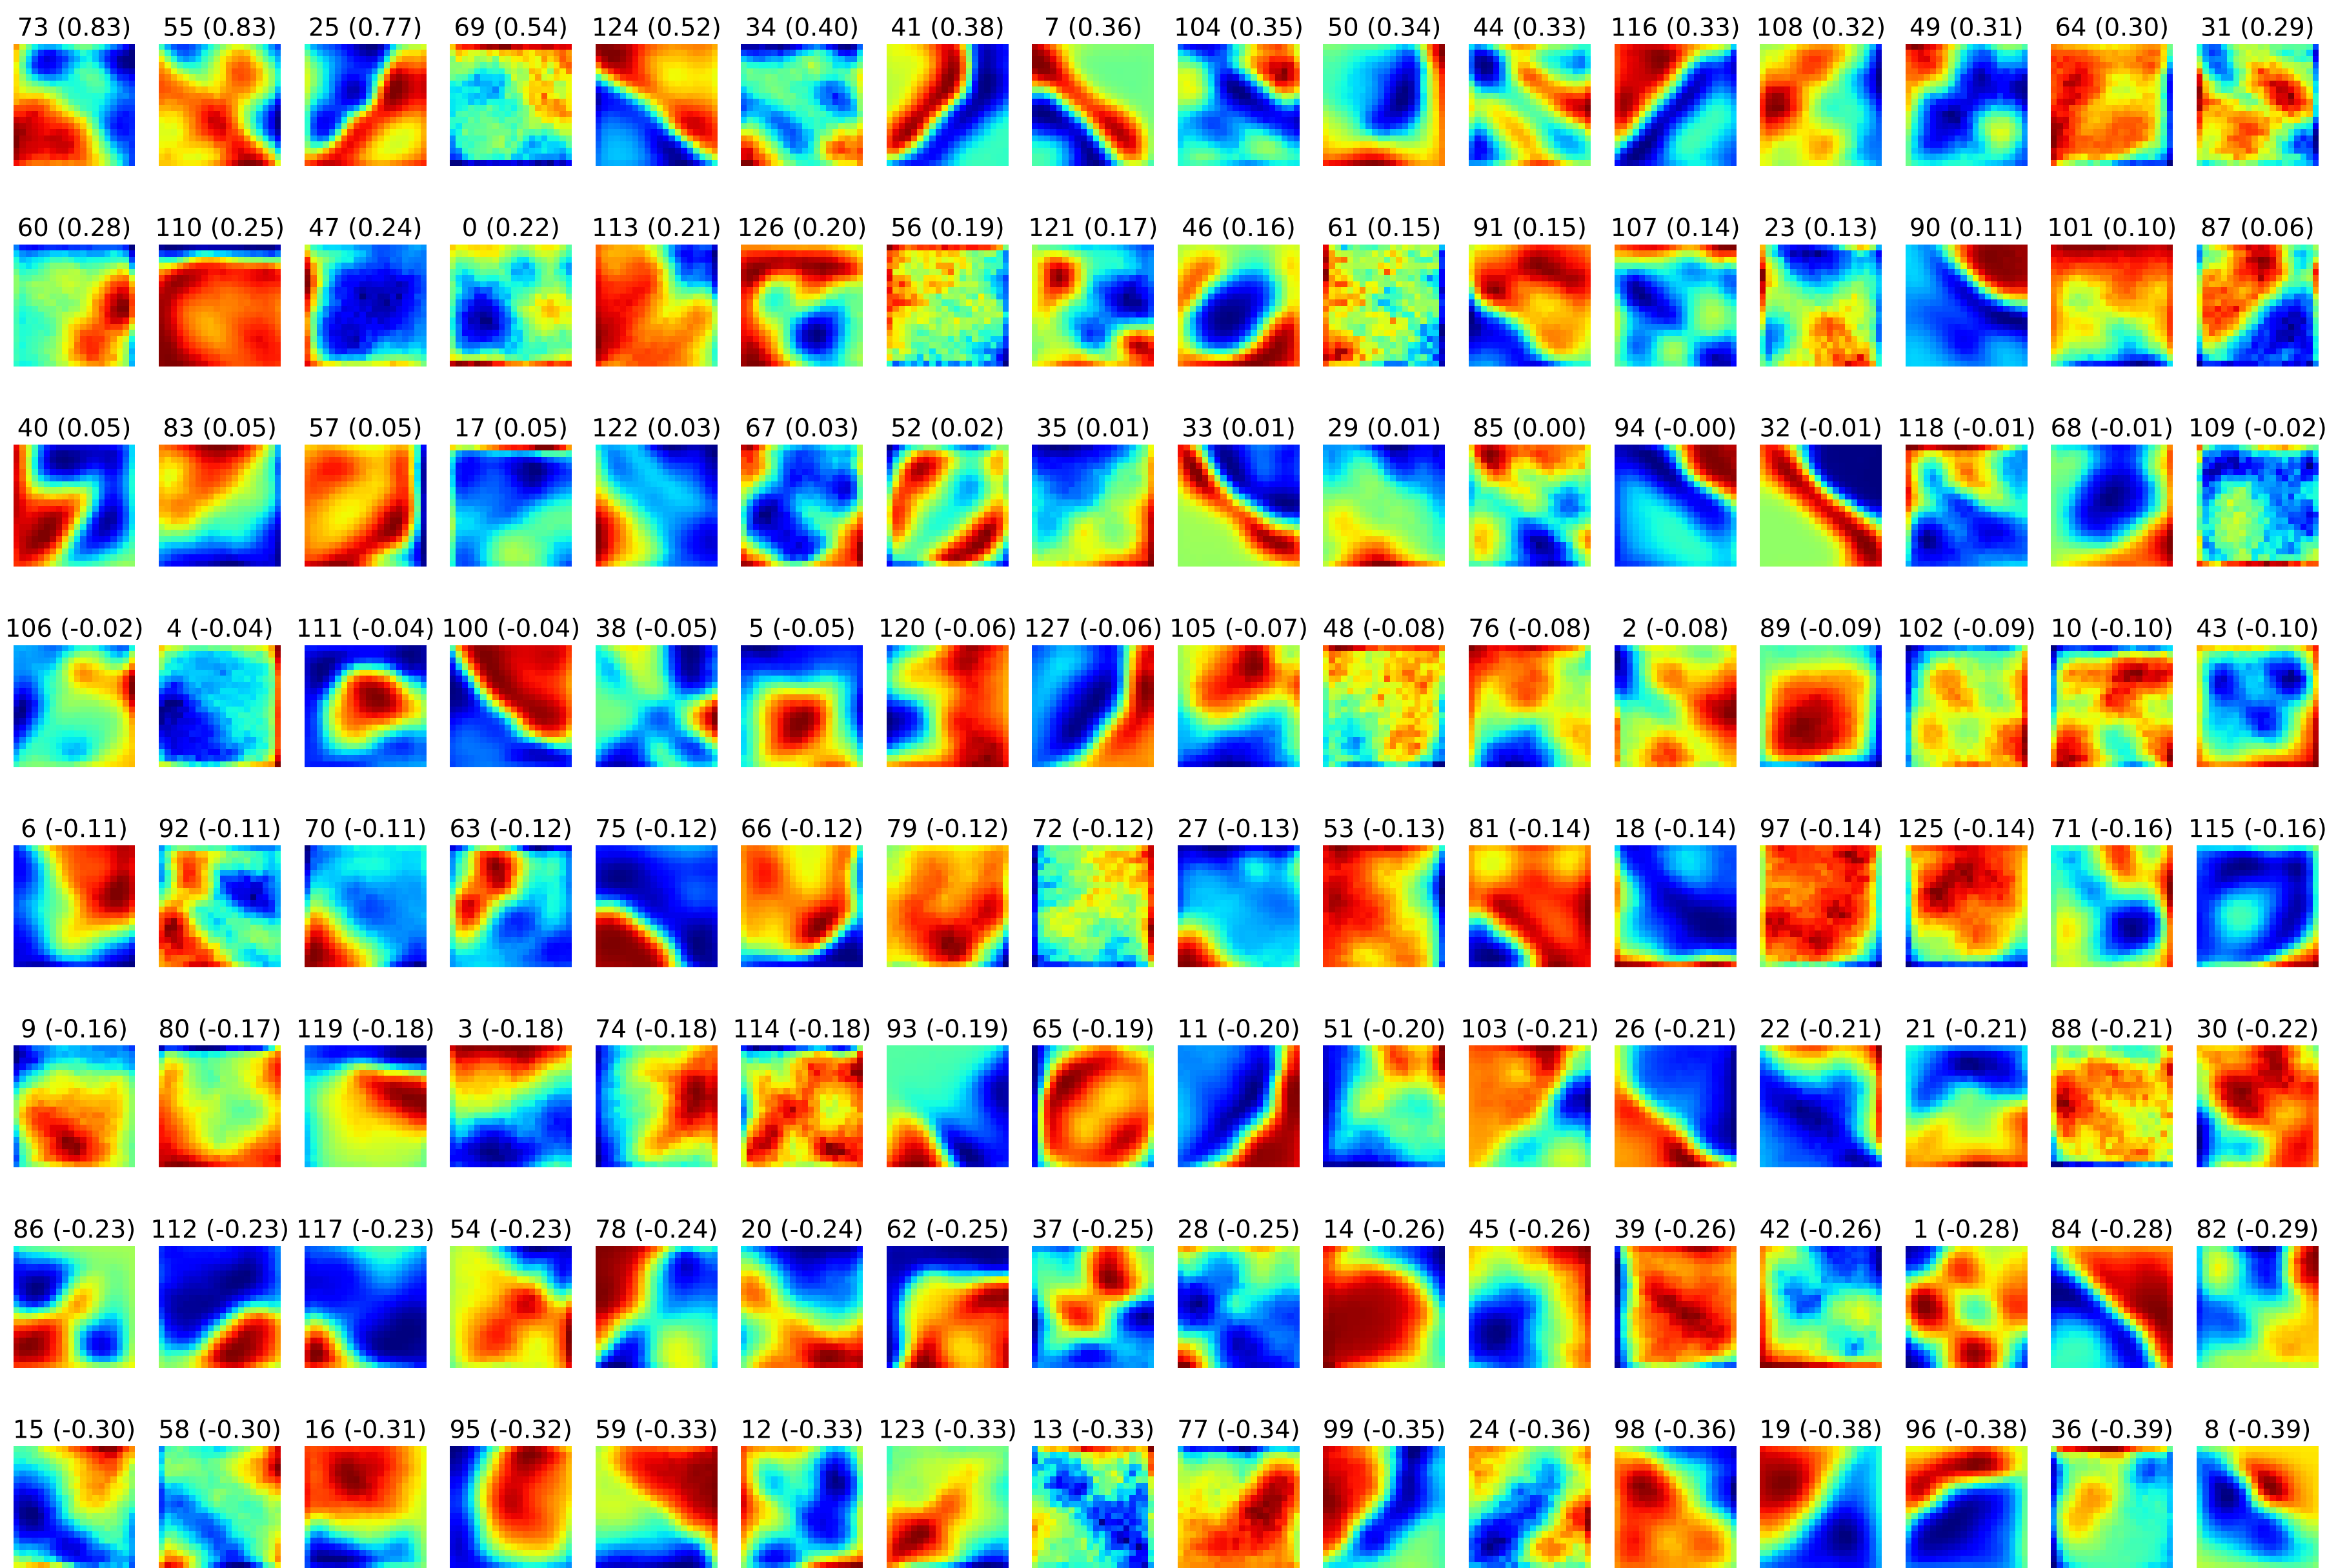 73 (0.83) 55 (0.83) 25 (0.77) 69 (0.54) 124 (0.52) 34 (0.40) 41 (0.38) 7 (0.36) 104 (0.35) 50 (0.34) 44 (0.33) 116 (0.33) 108 (0.32) 49 (0.31) 64 (0.30) 31 (0.29)
60 (0.28) 110 (0.25) 47 (0.24) 0 (0.22) 113 (0.21) 126 (0.20) 56 (0.19) 121 (0.17) 46 (0.16) 61 (0.15) 91 (0.15) 107 (0.14) 23 (0.13) 90 (0.11) 101 (0.10) 87 (0.06)
40 (0.05) 83 (0.05) 57 (0.05) 17 (0.05) 122 (0.03) 67 (0.03) 52 (0.02) 35 (0.01) 33 (0.01) 29 (0.01) 85 (0.00) 94 (-0.00) 32 (-0.01) 118 (-0.01) 68 (-0.01) 109 (-0.02)
106 (-0.02) 4 (-0.04) 111 (-0.04) 100 (-0.04) 38 (-0.05) 5 (-0.05) 120 (-0.06) 127 (-0.06) 105 (-0.07) 48 (-0.08) 76 (-0.08) 2 (-0.08) 89 (-0.09) 102 (-0.09) 10 (-0.10) 43 (-0.10)
6 (-0.11) 92 (-0.11) 70 (-0.11) 63 (-0.12) 75 (-0.12) 66 (-0.12) 79 (-0.12) 72 (-0.12) 27 (-0.13) 53 (-0.13) 81 (-0.14) 18 (-0.14) 97 (-0.14) 125 (-0.14) 71 (-0.16) 115 (-0.16)
9 (-0.16) 80 (-0.17) 119 (-0.18) 3 (-0.18) 74 (-0.18) 114 (-0.18) 93 (-0.19) 65 (-0.19) 11 (-0.20) 51 (-0.20) 103 (-0.21) 26 (-0.21) 22 (-0.21) 21 (-0.21) 88 (-0.21) 30 (-0.22)
86 (-0.23) 112 (-0.23) 117 (-0.23) 54 (-0.23) 78 (-0.24) 20 (-0.24) 62 (-0.25) 37 (-0.25) 28 (-0.25) 14 (-0.26) 45 (-0.26) 39 (-0.26) 42 (-0.26) 1 (-0.28) 84 (-0.28) 82 (-0.29)
15 (-0.30) 58 (-0.30) 16 (-0.31) 95 (-0.32) 59 (-0.33) 12 (-0.33) 123 (-0.33) 13 (-0.33) 77 (-0.34) 99 (-0.35) 24 (-0.36) 98 (-0.36) 19 (-0.38) 96 (-0.38) 36 (-0.39) 8 (-0.39)